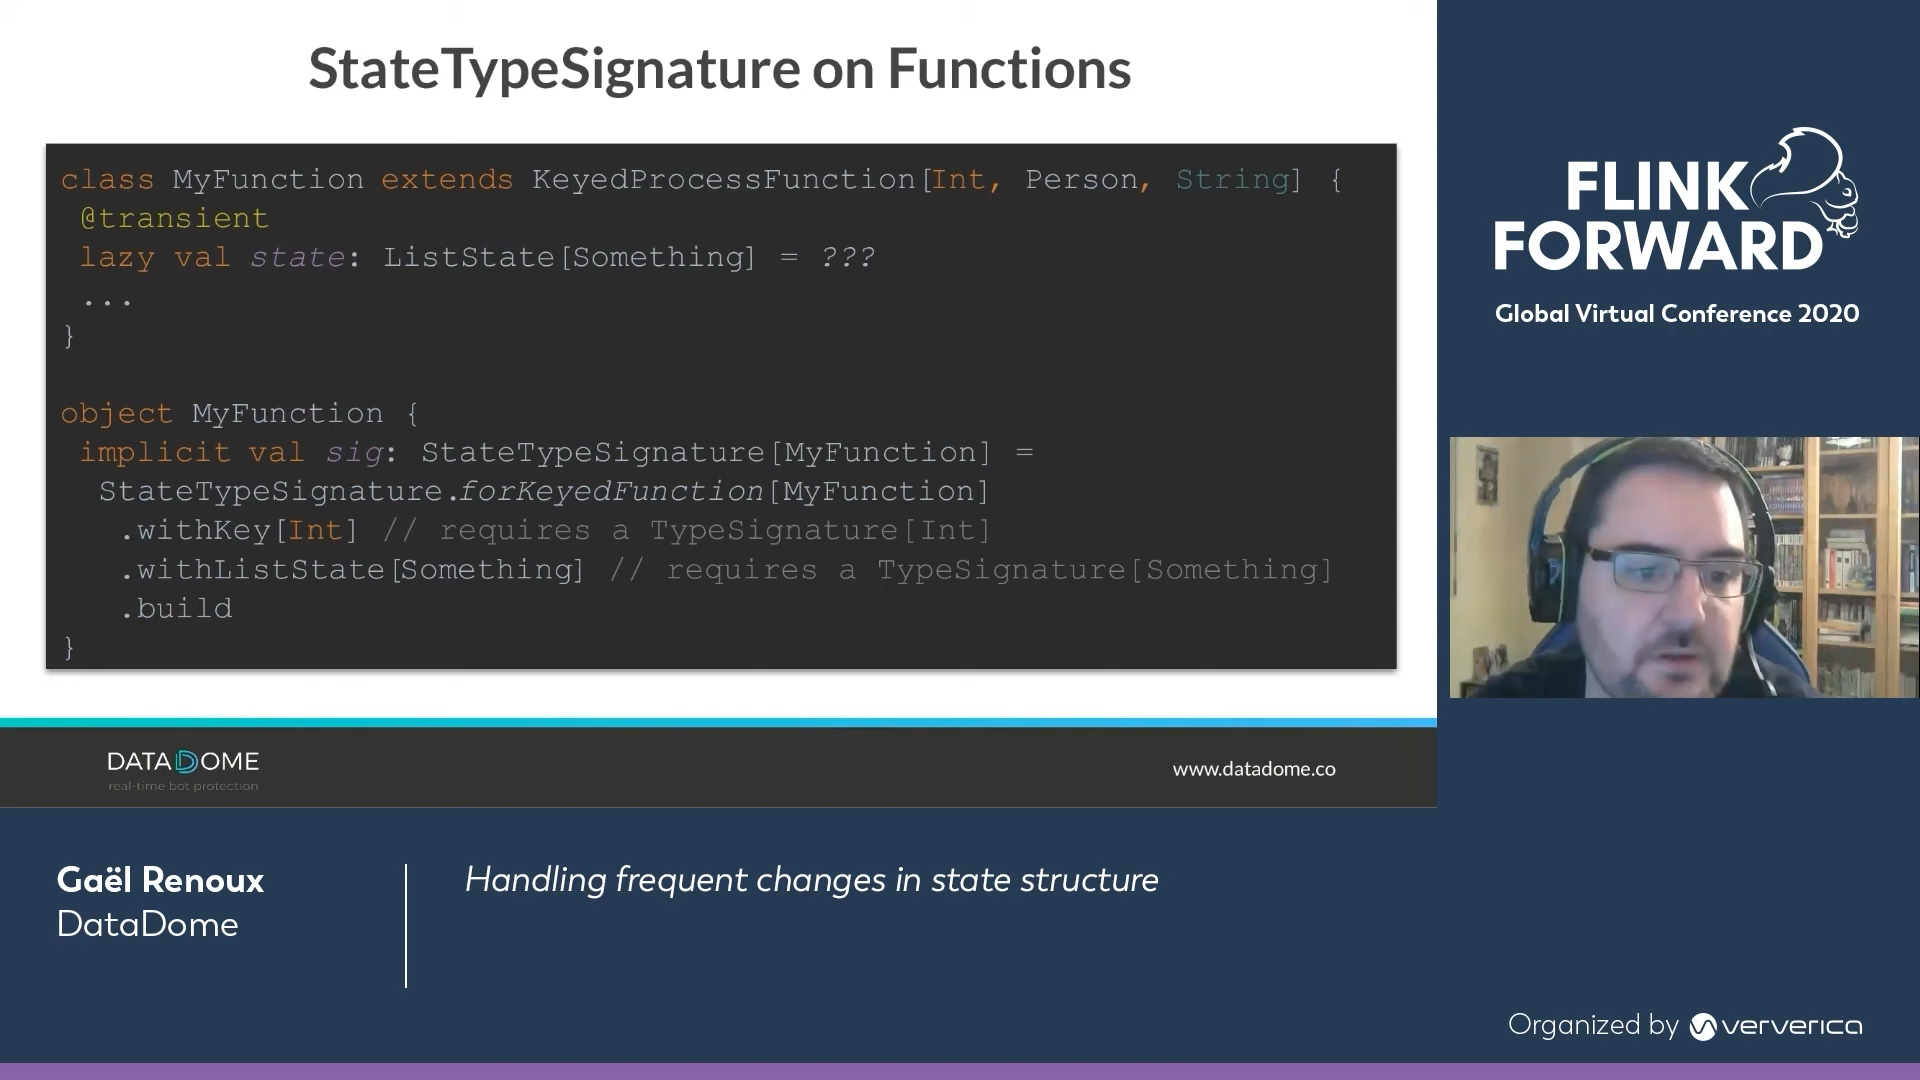 StateTypeSignature on Functions
class MyFunction extends KeyedProcessFunction[Int, Person, String] {
@transient
lazy val state: ListState[Something] = ???
...
}
object MyFunction {
implicit val sig: StateTypeSignature[MyFunction] =
StateTypeSignature.forKeyedFunction[MyFunction]
.withKey[Int] // requires a TypeSignature[Int]
.withListState[Something] // requires a TypeSignature[Something]
.build
}
DATADOME
real-time bot protection
www.datadome.co
FLINK
FORWARD
Global Virtual Conference 2020
Gaël Renoux
DataDome
Handling frequent changes in state structure
Organized by ververica